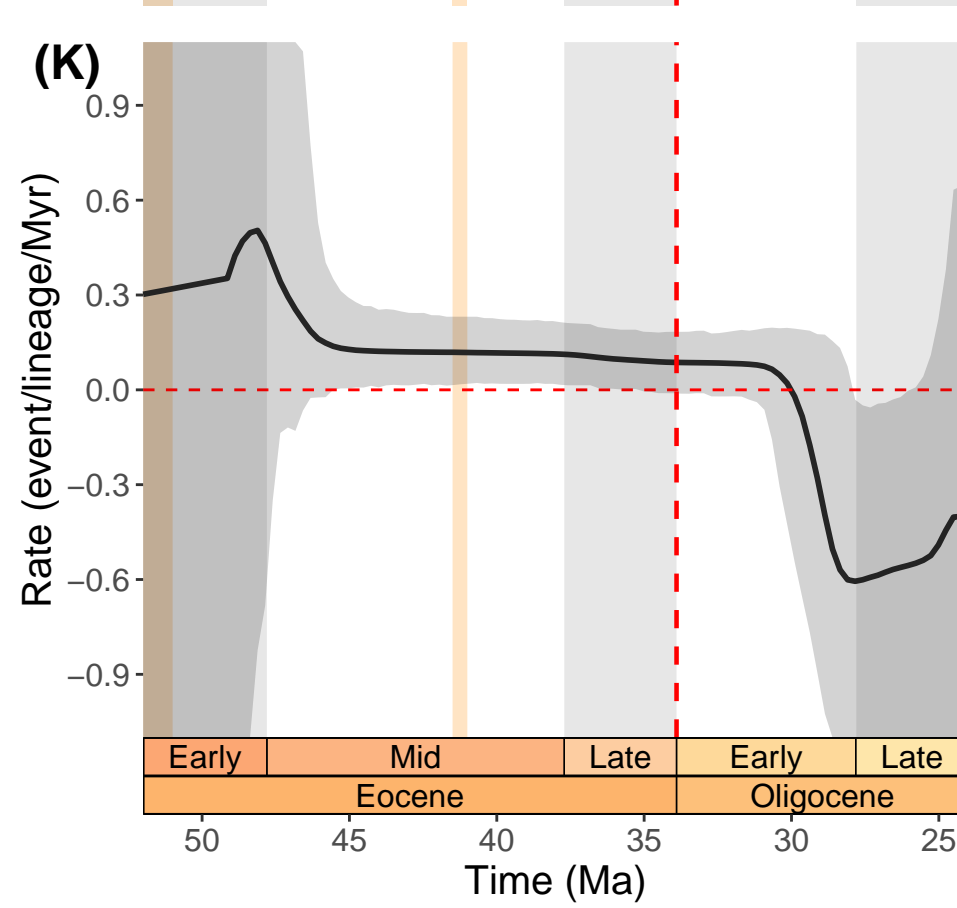 (K)
0.9
0.6
0.3
0.0
−0.3
−0.6
−0.9
Rate (event/lineage/Myr)
Early Mid Late Early Late
Eocene Oligocene
50 45 40 35 30 25
Time (Ma)